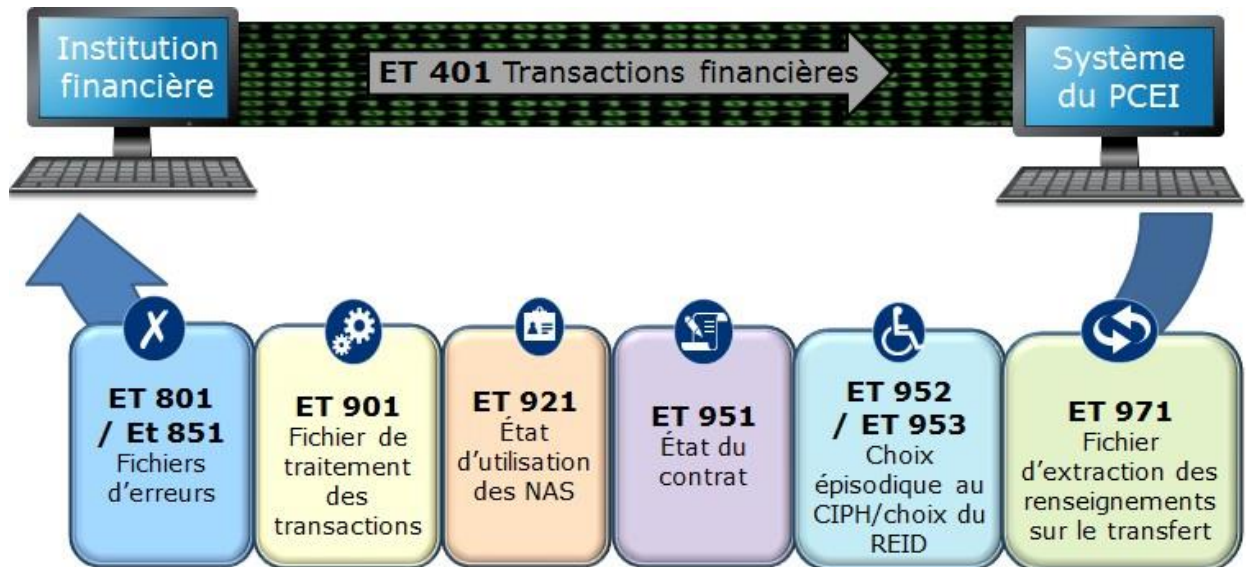 Institution
financière
ET 401 Transactions financières
Système
du PCEI
ET 801
/ Et 851
Fichiers
d'erreurs
ET 901
Fichier de
traitement
des
transactions
ET 921
État
d'utilisation
des NAS
ET 951
État du
contrat
ET 952
/ ET 953
Choix
épisodique au
CIPH/choix du
REID
ET 971
Fichier
d'extraction des
renseignements
sur le transfert